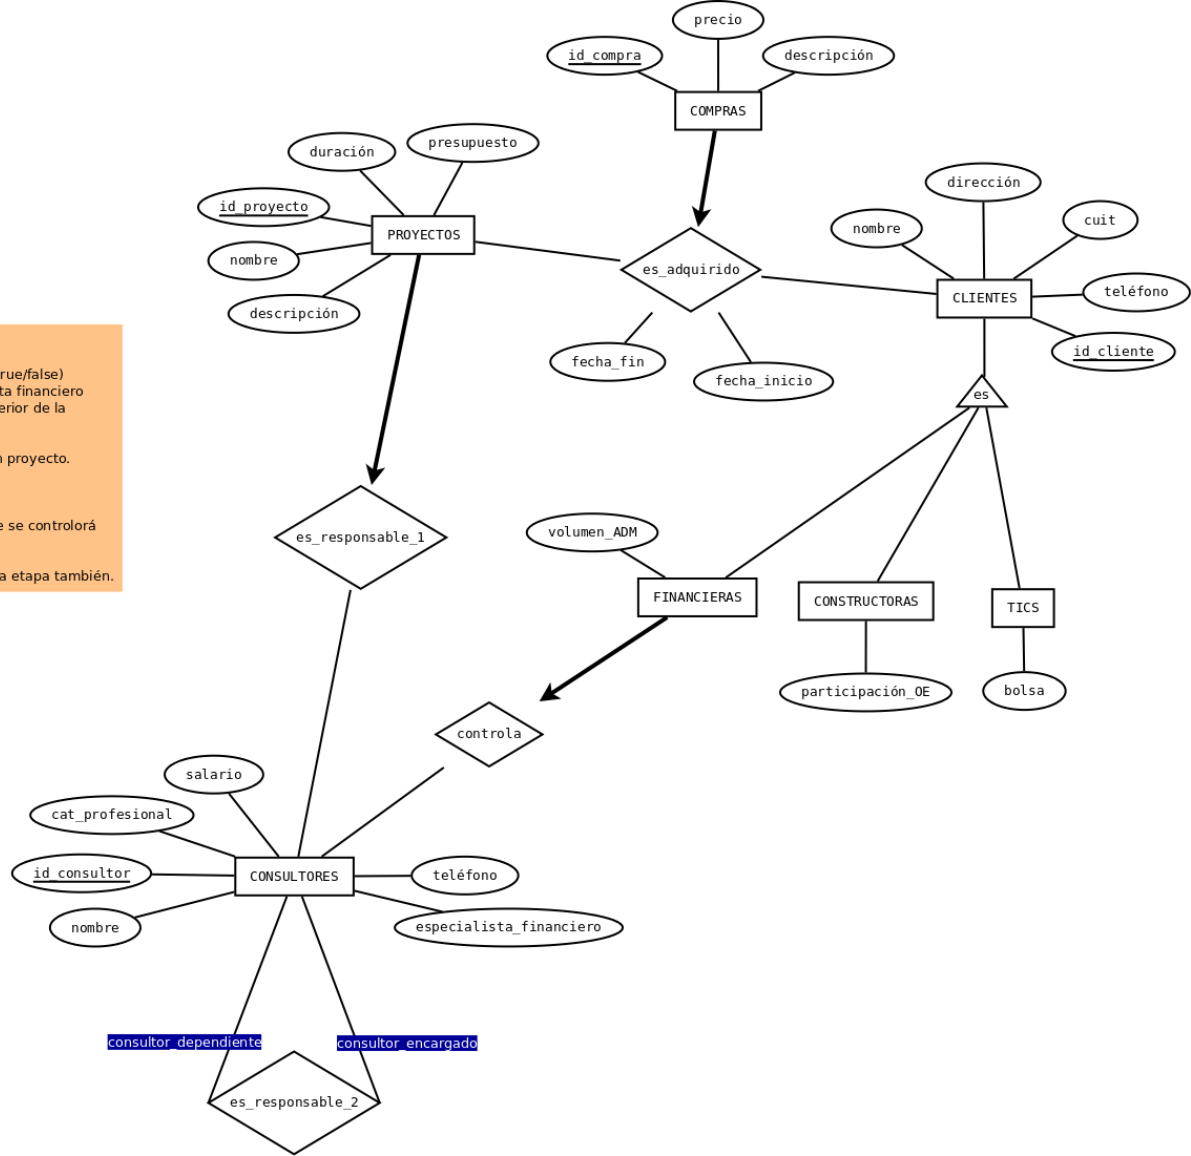 precio
id_compra
descripción
COMPRAS
duración
presupuesto
id_proyecto
PROYECTOS
nombre
descripción
dirección
nombre
cuit
teléfono
CLIENTES
id_cliente
es_adquirido
fecha_fin
fecha_inicio
es
rue/false)
ta financiero
erior de la
proyecto.
e se controlorá
a etapa también.
es_responsable_1
volumen_ADM
FINANCIERAS
CONSTRUCTORAS
TICS
participación_OE
bolsa
controla
salario
cat_profesional
id_consultor
CONSULTORES
teléfono
nombre
especialista_financiero
consultor_dependiente
consultor_encargado
es_responsable_2